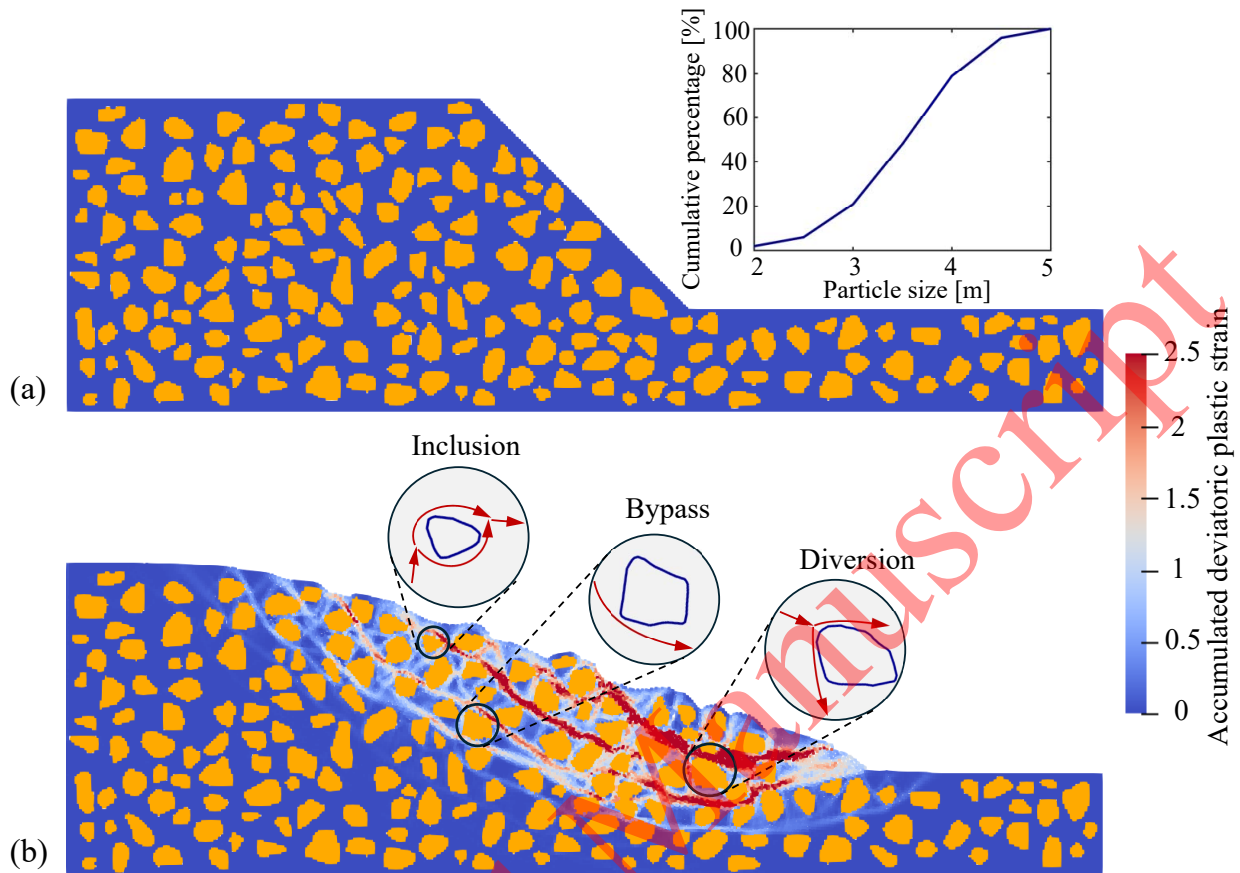 Cumulative percentage [%]
100
80
60
40
20
0
2
3
4
5
Particle size [m]
(a)
Accumulated deviatoric plastic strain
2.5
2
1.5
1
0.5
0
Inclusion
Bypass
Diversion
(b)
Manuscript